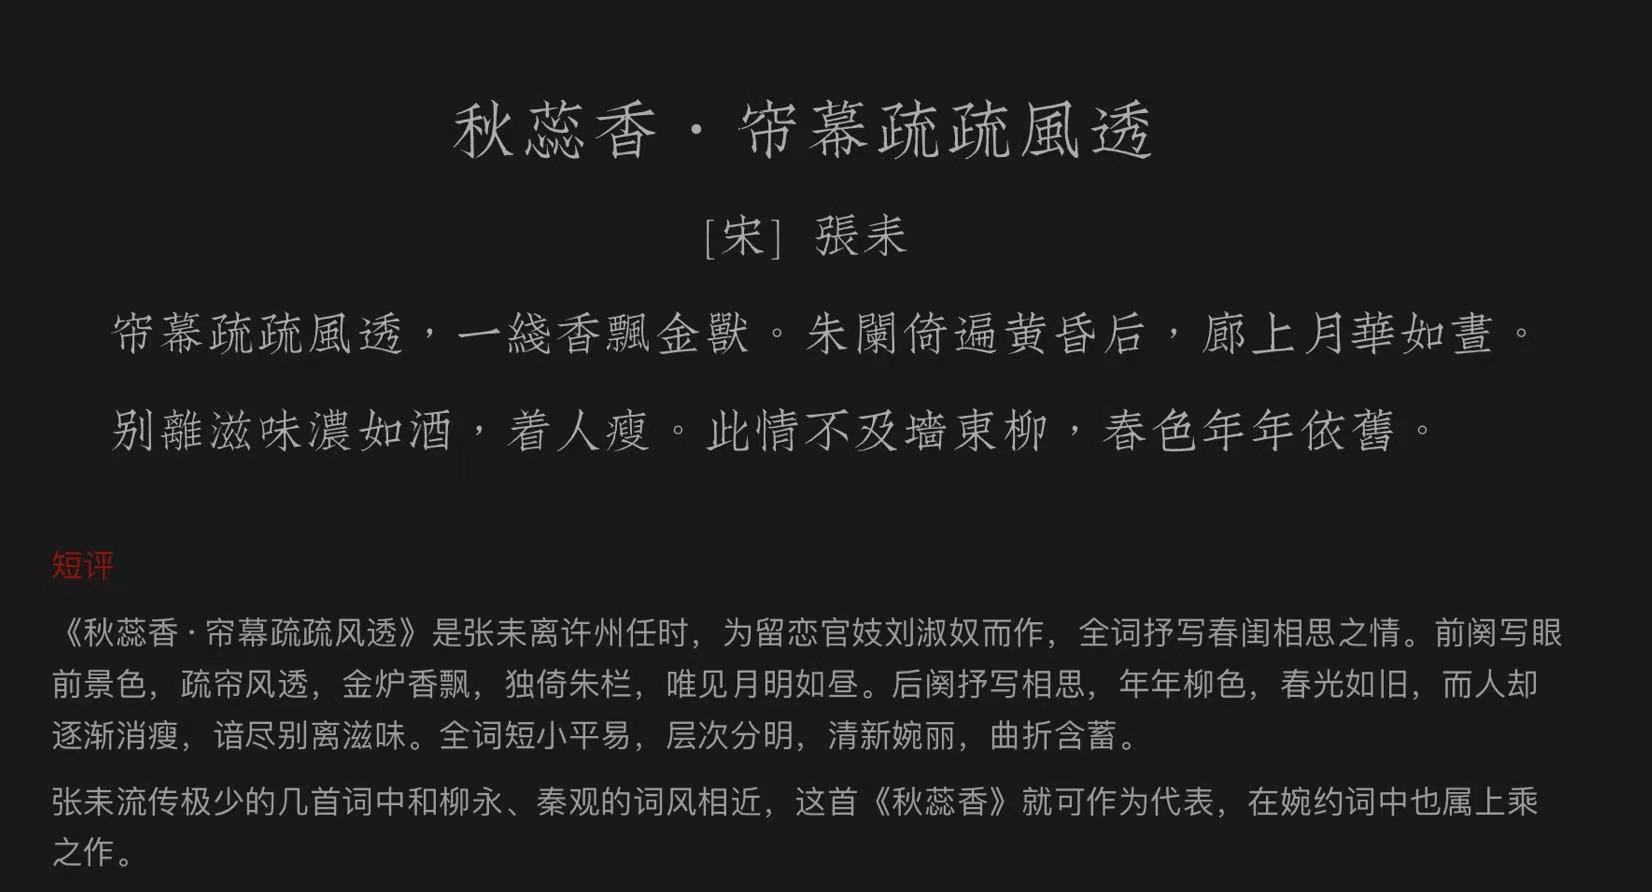 秋蕊香·帘幕疏疏風透
[宋] 張耒
帘幕疏疏風透，一綫香飄金獸。朱闌倚遍黄昏后，廊上月華如晝。
别離滋味濃如酒，着人瘦。此情不及墻東柳，春色年年依舊。
短评
《秋蕊香·帘幕疏疏风透》是张耒离许州任时，为留恋官妓刘淑奴而作，全词抒写春闺相思之情。前阕写眼
前景色，疏帘风透，金炉香飘，独倚朱栏，唯见月明如昼。后阕抒写相思，年年柳色，春光如旧，而人却
逐渐消瘦，谙尽别离滋味。全词短小平易，层次分明，清新婉丽，曲折含蓄。
张耒流传极少的几首词中和柳永、秦观的词风相近，这首《秋蕊香》就可作为代表，在婉约词中也属上乘
之作。